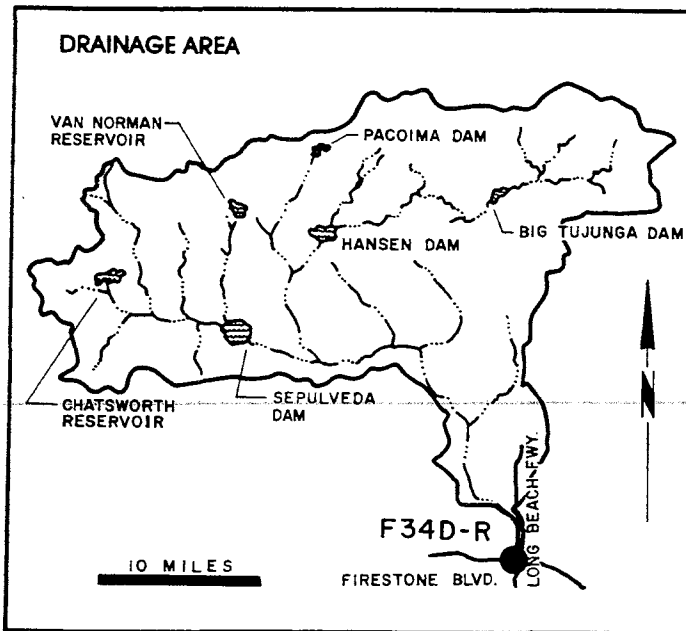 DRAINAGE AREA
VAN NORMAN
RESERVOIR
PACOIMA DAM
HANSEN DAM
BIG TUJUNGA DAM
CHATSWORTH
RESERVOIR
SEPULVEDA
DAM
N
F34D-R
LONG BEACH FWY.
10 MILES
FIRESTONE BLVD.